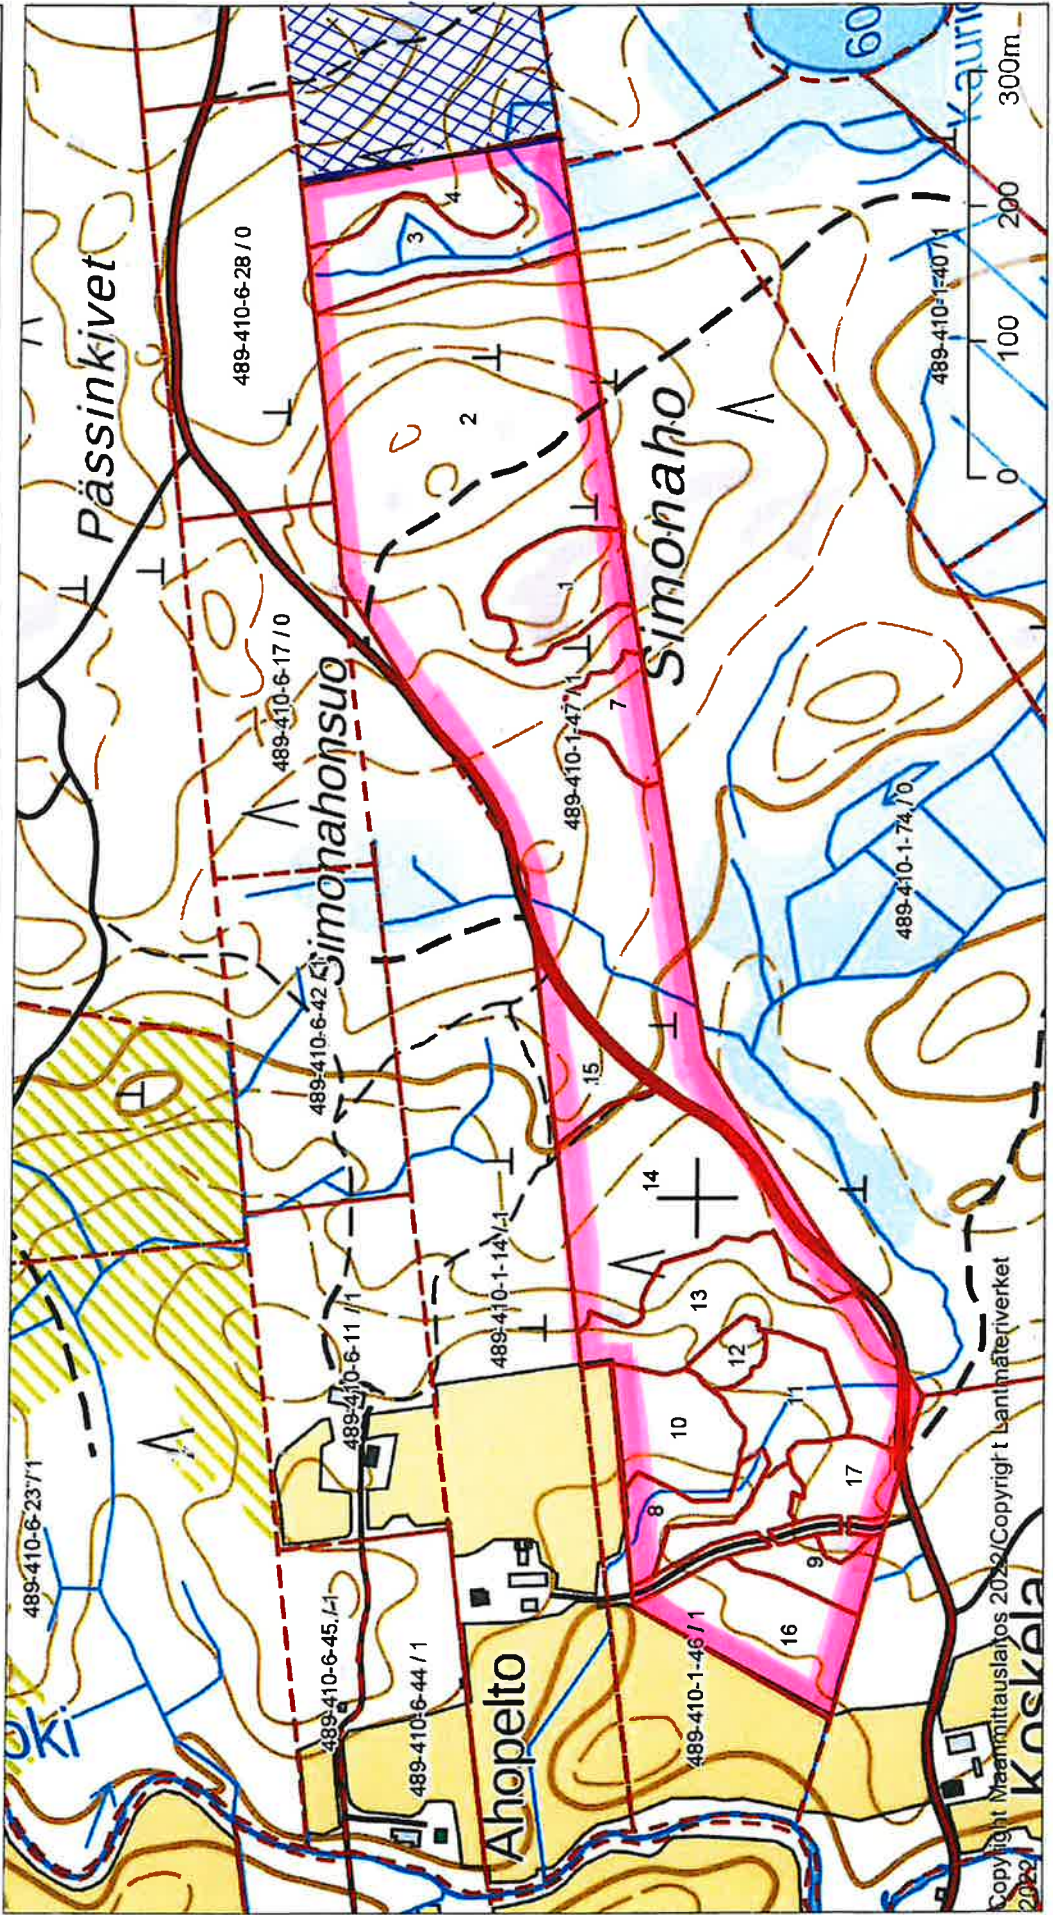 Pässinkivet
489-410-6-28 / 0
489-410-6-17 / 0
Simonahonsuo
489-410-6-42 / 1
489-410-6-23 / 1
489-410-6-11 / 1
489-410-1-14 / 1
489-410-6-45 / 1
489-410-6-44 / 1
oki
Ahopelto
489-410-1-46 / 1
489-410-1-47 / 1
Simonaho
489-410-1-74 / 0
489-410-1-40 / 1
60
Kauric
Koskela
1
2
3
4
7
8
9
10
11
12
13
14
15
16
17
0 100 200 300m
Copyright Maanmittauslaitos 2022/Copyright Lantmäteriverket
2022